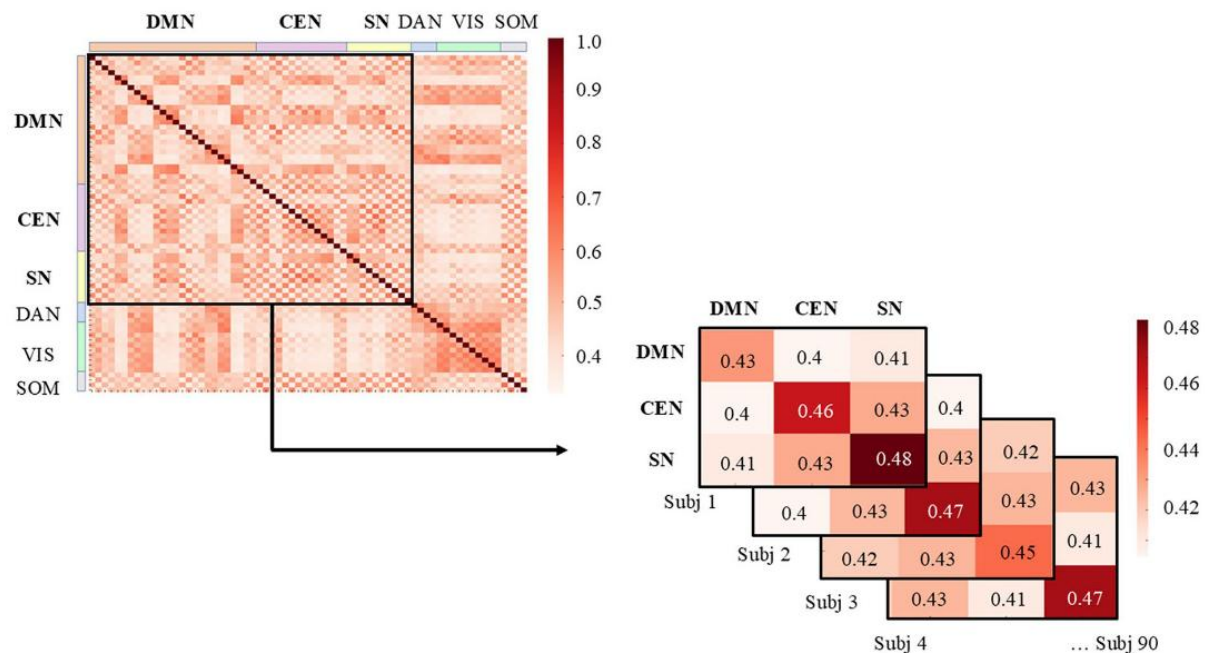 DMN CEN SN DAN VIS SOM
DMN
CEN
SN
DAN
VIS
SOM
1.0
0.9
0.8
0.7
0.6
0.5
0.4
DMN CEN SN
DMN
CEN
SN
0.43 0.4 0.41
0.4 0.46 0.43
0.41 0.43 0.48
Subj 1
0.4
0.43
0.4 0.43 0.47
Subj 2
0.42
0.43
0.42 0.43 0.45
Subj 3
0.43
0.41
0.43 0.41 0.47
Subj 4
... Subj 90
0.48
0.46
0.44
0.42